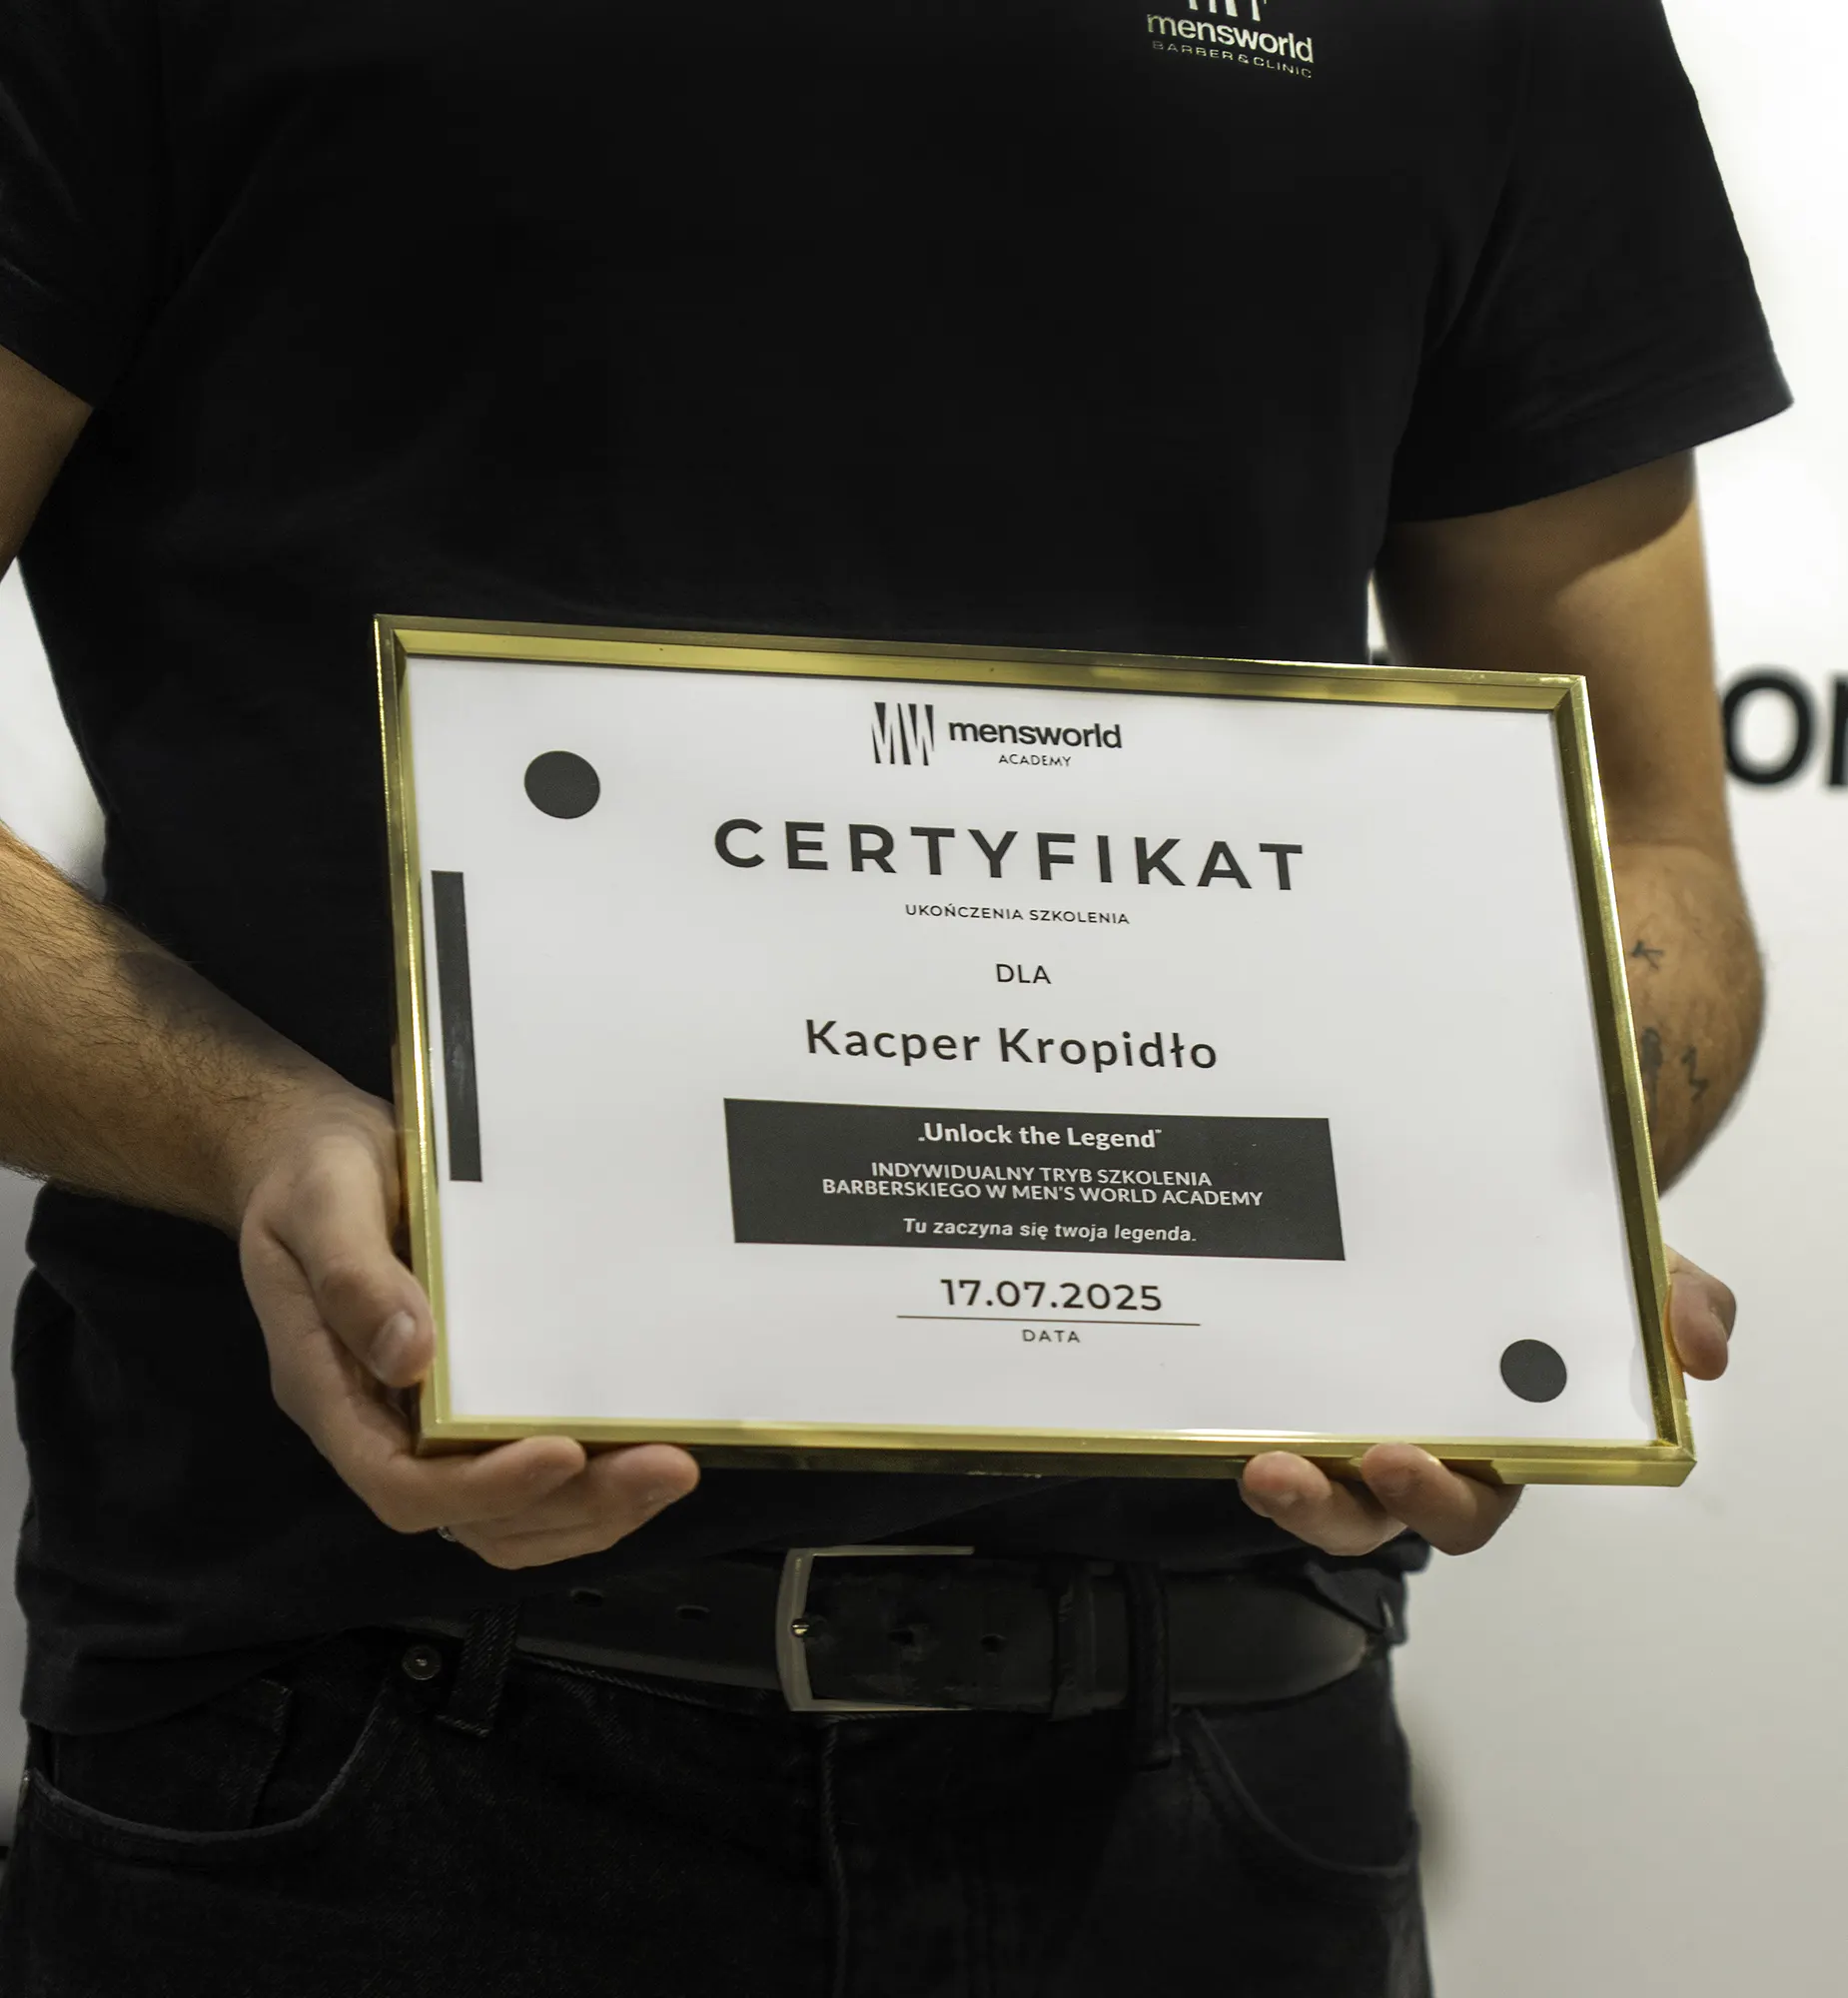 mensworld
BARBER & CLINIC
mensworld
ACADEMY
CERTYFIKAT
UKOŃCZENIA SZKOLENIA
DLA
Kacper Kropidło
„Unlock the Legend”
INDYWIDUALNY TRYB SZKOLENIA
BARBERSKIEGO W MEN'S WORLD ACADEMY
Tu zaczyna się twoja legenda.
17.07.2025
DATA